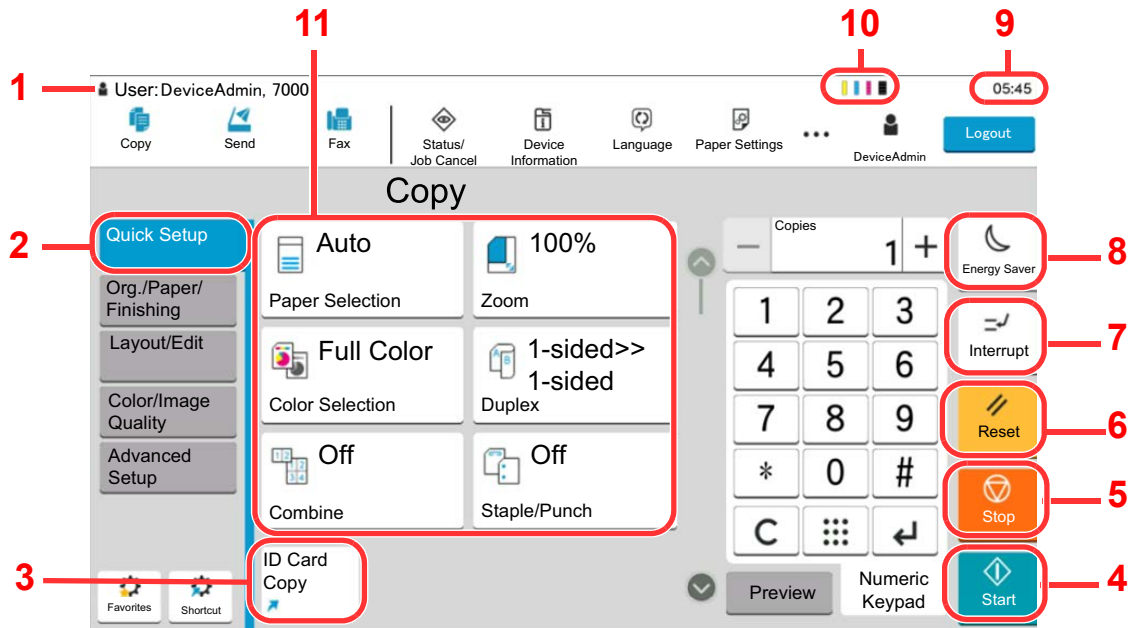 11
10
9
1
User: DeviceAdmin, 7000
05:45
Copy
Send
Fax
Status/
Job Cancel
Device
Information
Language
Paper Settings
DeviceAdmin
Logout
Copy
2
Quick Setup
Org./Paper/
Finishing
Layout/Edit
Color/Image
Quality
Advanced
Setup
Auto
Paper Selection
100%
Zoom
Full Color
Color Selection
1-sided>>
1-sided
Duplex
Off
Combine
Off
Staple/Punch
3
ID Card
Copy
Favorites
Shortcut
Copies
− 1 +
1 2 3
4 5 6
7 8 9
* 0 #
C
Preview
Numeric
Keypad
Energy Saver
8
Interrupt
7
Reset
6
Stop
5
Start
4